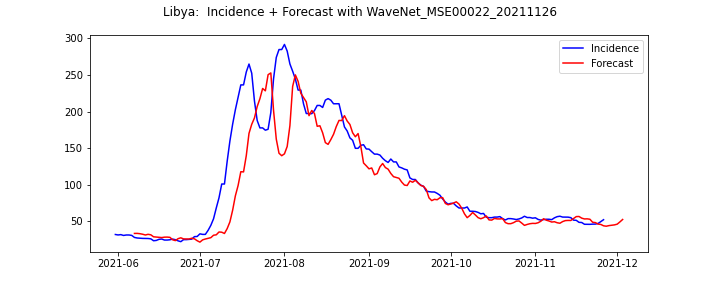 Libya:  Incidence + Forecast with WaveNet_MSE00022_20211126
300
250
200
150
100
50
Incidence
Forecast
2021-06 2021-07 2021-08 2021-09 2021-10 2021-11 2021-12